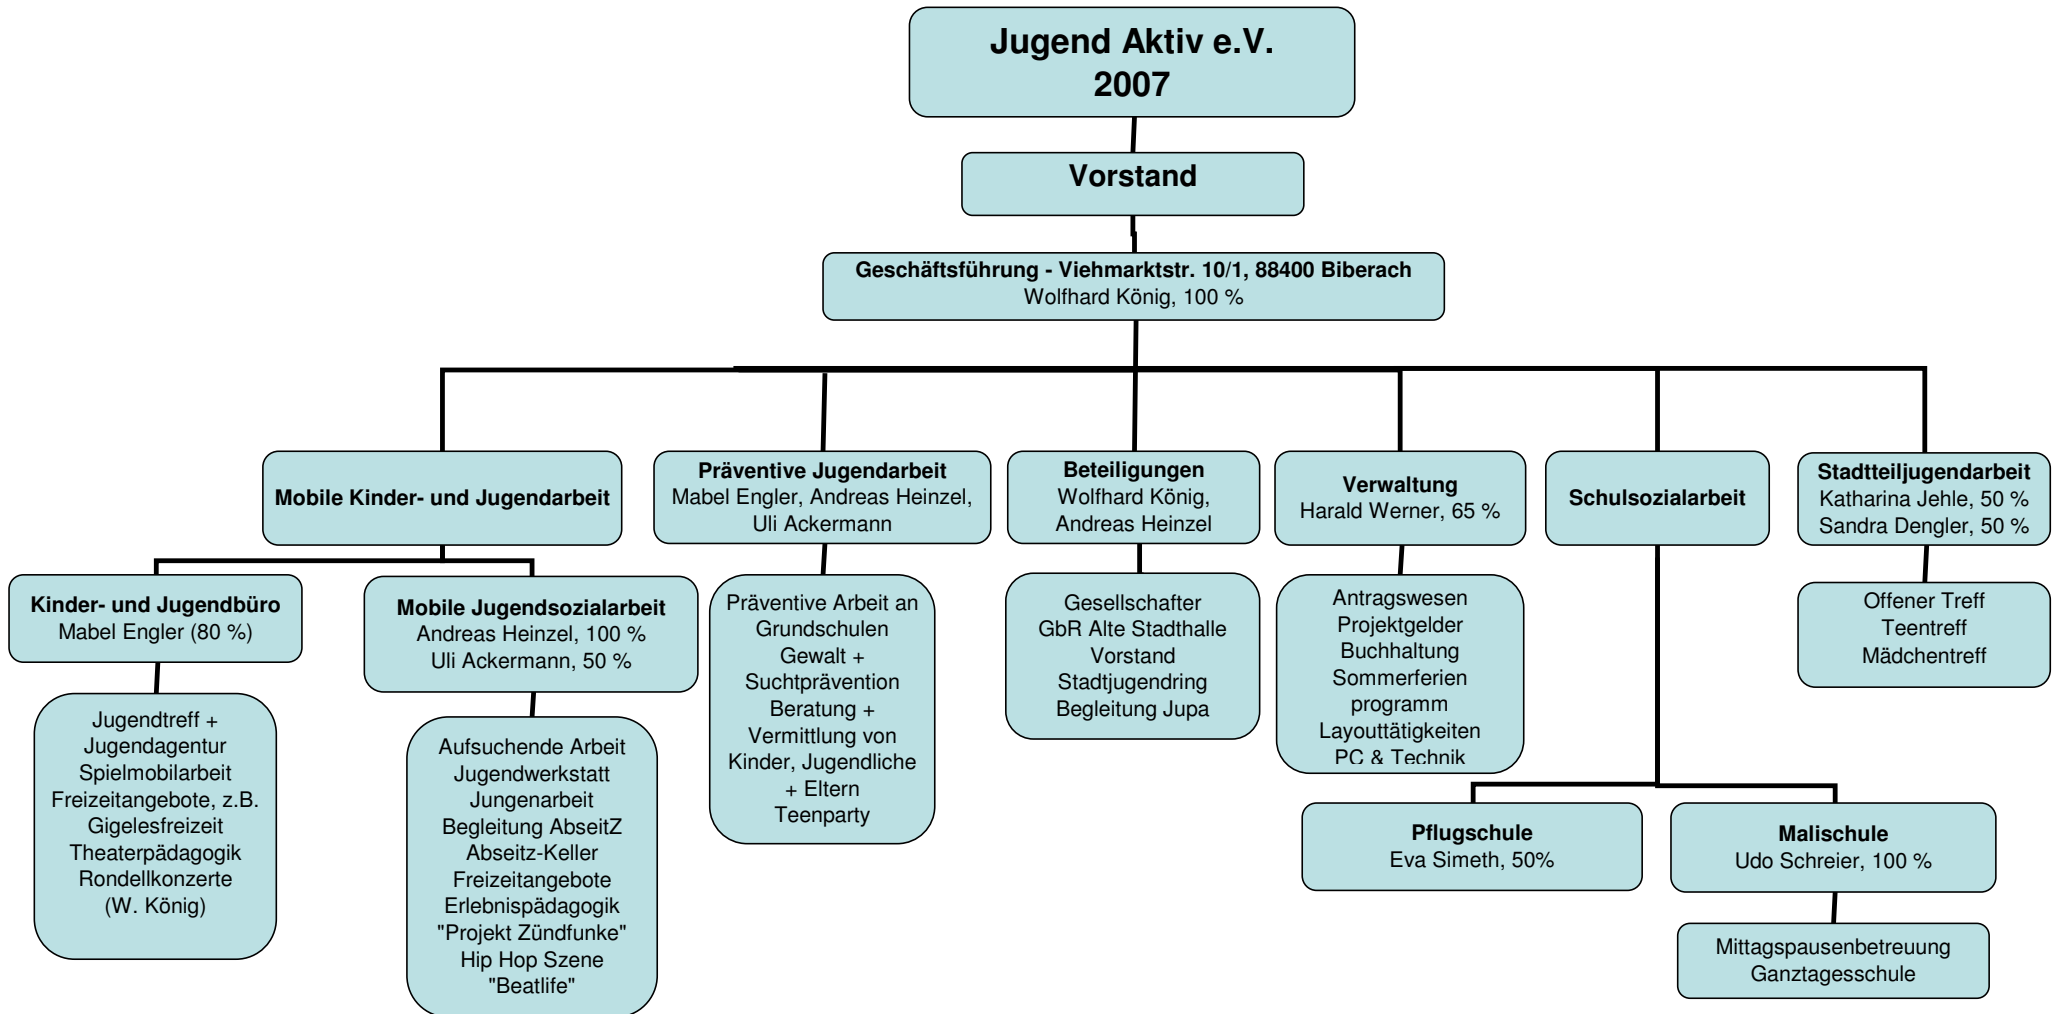 Jugend Aktiv e.V.
2007
Vorstand
Geschäftsführung - Viehmarktstr. 10/1, 88400 Biberach
Wolfhard König, 100 %
Mobile Kinder- und Jugendarbeit
Präventive Jugendarbeit
Mabel Engler, Andreas Heinzel,
Uli Ackermann
Beteiligungen
Wolfhard König,
Andreas Heinzel
Verwaltung
Harald Werner, 65 %
Schulsozialarbeit
Stadtteiljugendarbeit
Katharina Jehle, 50 %
Sandra Dengler, 50 %
Kinder- und Jugendbüro
Mabel Engler (80 %)
Mobile Jugendsozialarbeit
Andreas Heinzel, 100 %
Uli Ackermann, 50 %
Präventive Arbeit an
Grundschulen
Gewalt +
Suchtprävention
Beratung +
Vermittlung von
Kinder, Jugendliche
+ Eltern
Teenparty
Gesellschafter
GbR Alte Stadthalle
Vorstand
Stadtjugendring
Begleitung Jupa
Antragswesen
Projektgelder
Buchhaltung
Sommerferien
programm
Layouttätigkeiten
PC & Technik
Offener Treff
Teentreff
Mädchentreff
Jugendtreff +
Jugendagentur
Spielmobilarbeit
Freizeitangebote, z.B.
Gigelesfreizeit
Theaterpädagogik
Rondellkonzerte
(W. König)
Aufsuchende Arbeit
Jugendwerkstatt
Jungenarbeit
Begleitung AbseitZ
Abseitz-Keller
Freizeitangebote
Erlebnispädagogik
"Projekt Zündfunke"
Hip Hop Szene
"Beatlife"
Pflugschule
Eva Simeth, 50%
Malischule
Udo Schreier, 100 %
Mittagspausenbetreuung
Ganztagesschule